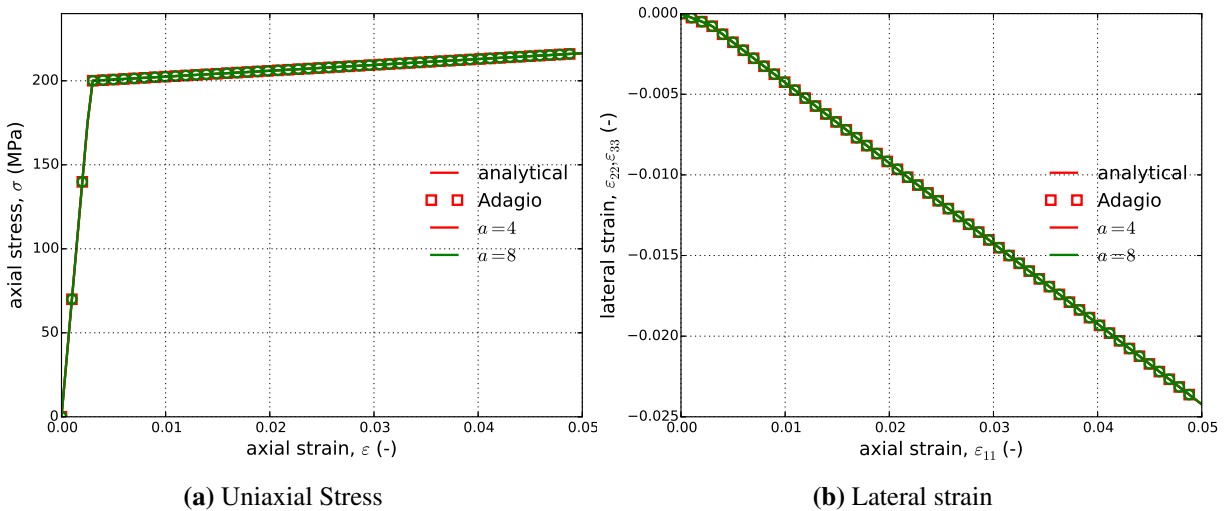 200
150
100
50
0
0.00 0.01 0.02 0.03 0.04 0.05
axial strain, ε (-)
axial stress, σ (MPa)
analytical
Adagio
a=4
a=8
(a) Uniaxial Stress
0.000
−0.005
−0.010
−0.015
−0.020
−0.025
0.00 0.01 0.02 0.03 0.04 0.05
axial strain, ε11 (-)
lateral strain, ε22,ε33 (-)
analytical
Adagio
a=4
a=8
(b) Lateral strain